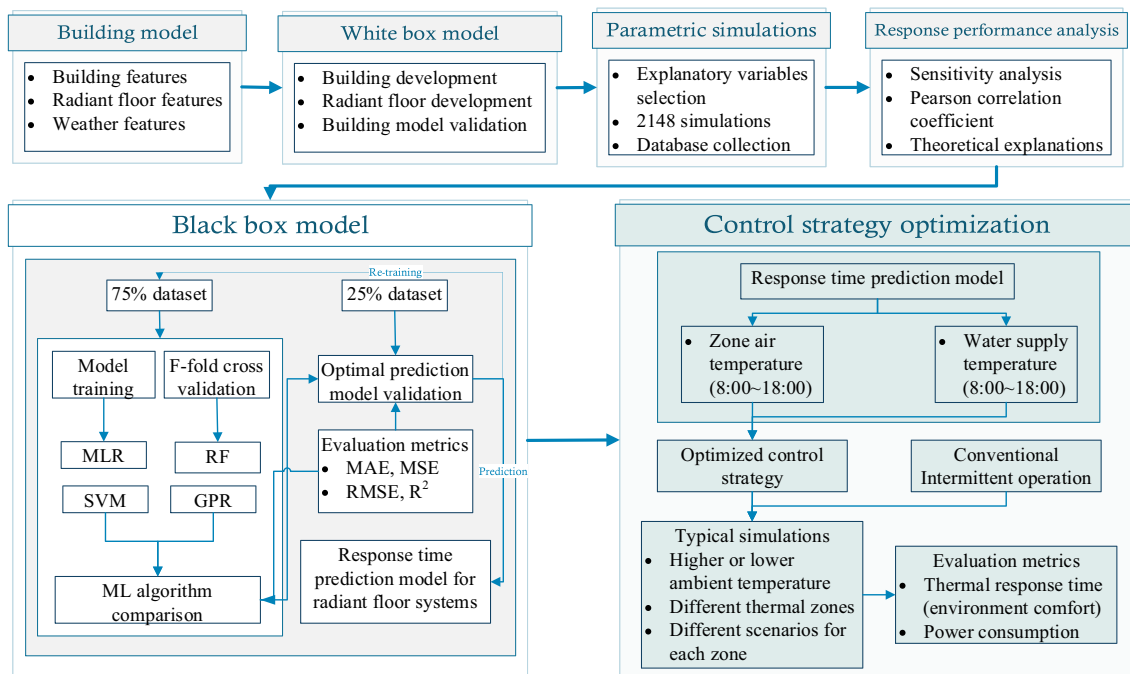 Building model
• Building features
• Radiant floor features
• Weather features
White box model
• Building development
• Radiant floor development
• Building model validation
Parametric simulations
• Explanatory variables
selection
• 2148 simulations
• Database collection
Response performance analysis
• Sensitivity analysis
• Pearson correlation
coefficient
• Theoretical explanations
Black box model
Re-training
75% dataset
25% dataset
Model
training
F-fold cross
validation
Optimal prediction
model validation
MLR
RF
SVM
GPR
Evaluation metrics
• MAE, MSE
• RMSE, R²
Prediction
ML algorithm
comparison
Response time
prediction model for
radiant floor systems
Control strategy optimization
Response time prediction model
• Zone air
temperature
(8:00~18:00)
• Water supply
temperature
(8:00~18:00)
Optimized control
strategy
Conventional
Intermittent operation
Typical simulations
• Higher or lower
ambient temperature
• Different thermal zones
• Different scenarios for
each zone
Evaluation metrics
• Thermal response time
(environment comfort)
• Power consumption